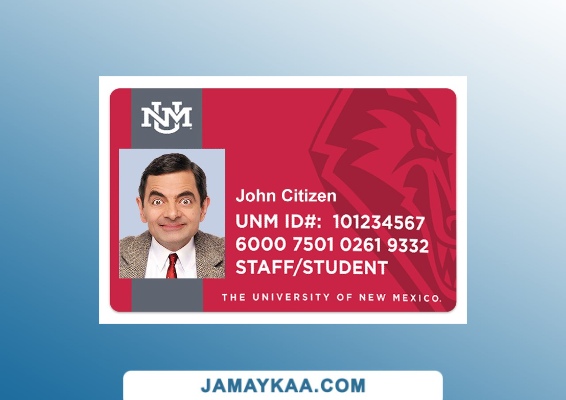 UNM
John Citizen
UNM ID#: 101234567
6000 7501 0261 9332
STAFF/STUDENT
THE UNIVERSITY OF NEW MEXICO.
JAMAYKAA.COM